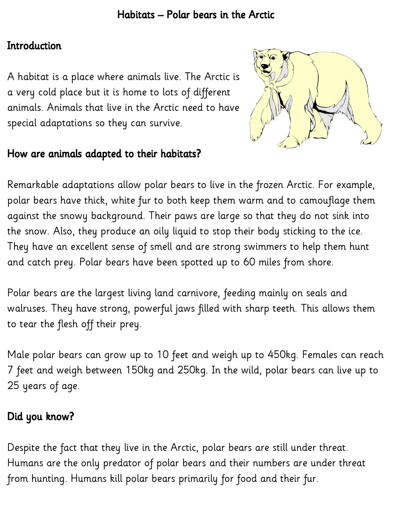 Habitats – Polar bears in the Arctic
Introduction
A habitat is a place where animals live. The Arctic is
a very cold place but it is home to lots of different
animals. Animals that live in the Arctic need to have
special adaptations so they can survive.
How are animals adapted to their habitats?
Remarkable adaptations allow polar bears to live in the frozen Arctic. For example,
polar bears have thick, white fur to both keep them warm and to camouflage them
against the snowy background. Their paws are large so that they do not sink into
the snow. Also, they produce an oily liquid to stop their body sticking to the ice.
They have an excellent sense of smell and are strong swimmers to help them hunt
and catch prey. Polar bears have been spotted up to 60 miles from shore.
Polar bears are the largest living land carnivore, feeding mainly on seals and
walruses. They have strong, powerful jaws filled with sharp teeth. This allows them
to tear the flesh off their prey.
Male polar bears can grow up to 10 feet and weigh up to 450kg. Females can reach
7 feet and weigh between 150kg and 250kg. In the wild, polar bears can live up to
25 years of age.
Did you know?
Despite the fact that they live in the Arctic, polar bears are still under threat.
Humans are the only predator of Polar bears and their numbers are under threat
from hunting. Humans kill polar bears primarily for food and their fur.